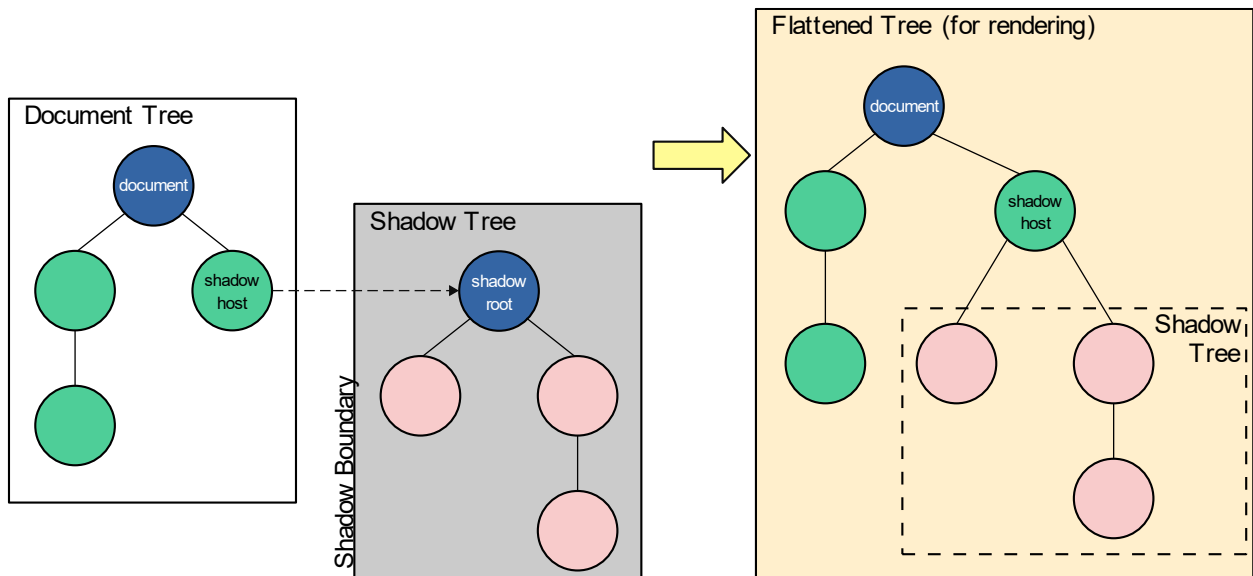 Document Tree
document
shadow
host
Shadow Tree
shadow
root
Shadow Boundary
Flattened Tree (for rendering)
document
shadow
host
Shadow
Tree